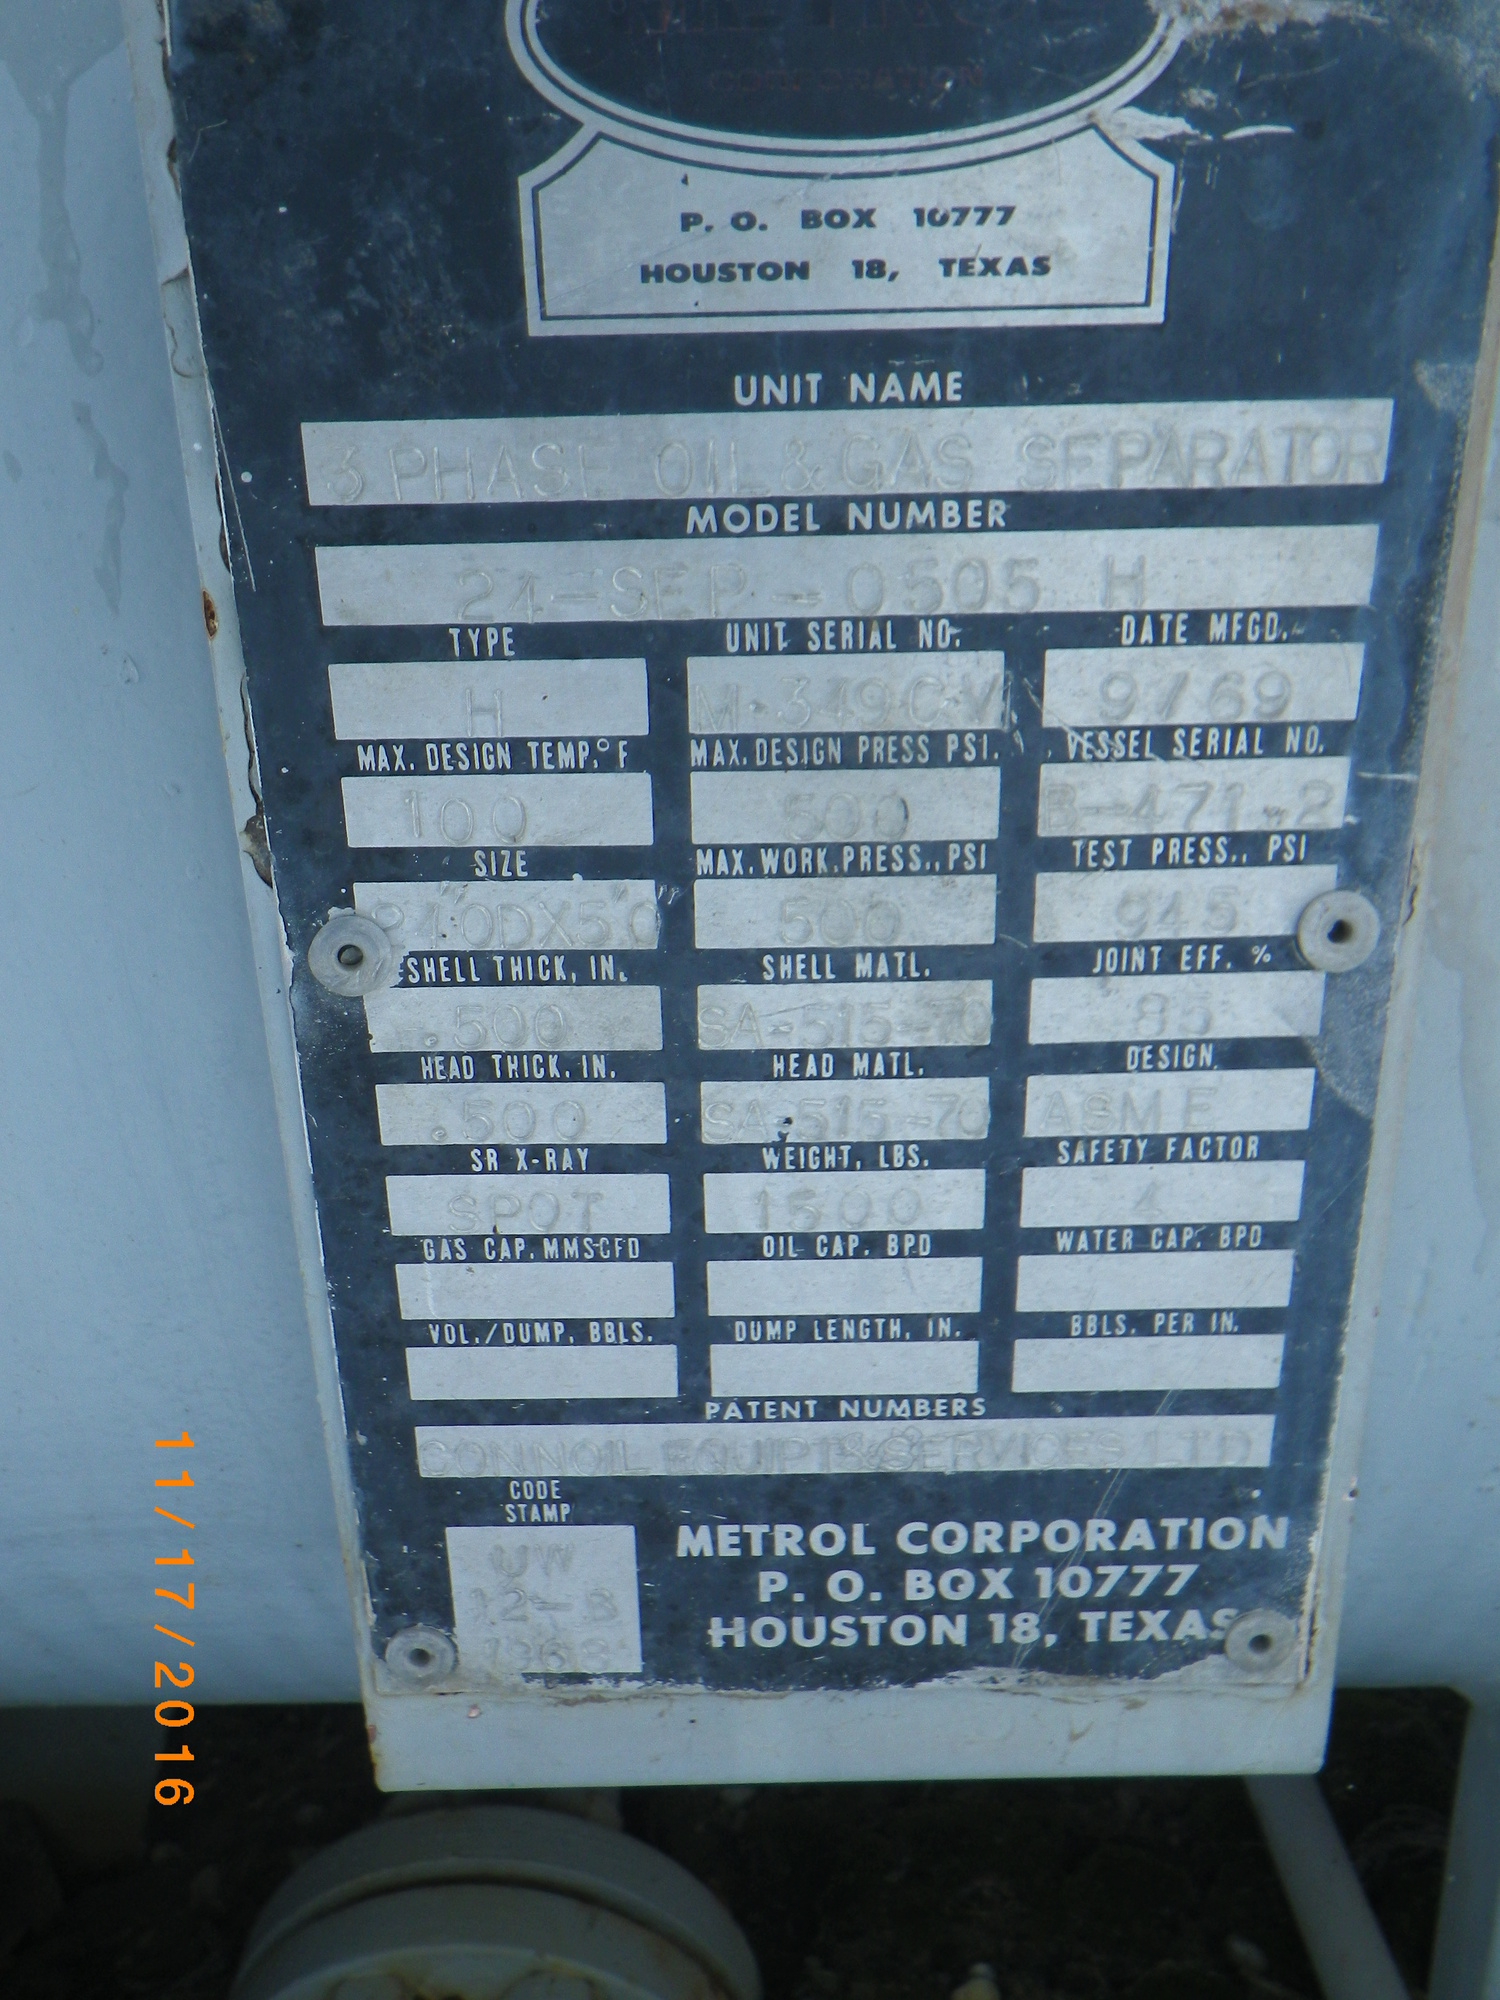 P. O. BOX 10777
HOUSTON 18, TEXAS
UNIT NAME
3 PHASE OIL & GAS SEPARATOR
MODEL NUMBER
24-SEP-0505 H
TYPE UNIT SERIAL NO. DATE MFGD.
H 9/69
MAX. DESIGN TEMP. °F MAX. DESIGN PRESS PSI. VESSEL SERIAL NO.
100 500 B-471-2
SIZE MAX. WORK. PRESS., PSI TEST PRESS., PSI
24"ODX5'0" 500 945
SHELL THICK, IN. SHELL MATL. JOINT EFF. %
.500 SA-515-70 85
HEAD THICK. IN. HEAD MATL. DESIGN
.500 SA-515-70 ASME
SR X-RAY WEIGHT, LBS. SAFETY FACTOR
SPOT 1500 4
GAS CAP. MMSCFD OIL CAP. BPD WATER CAP. BPD
VOL./DUMP. BBLS. DUMP LENGTH, IN. BBLS. PER IN.
PATENT NUMBERS
CONNOIL EQUIPT & SERVICES LTD
CODE
STAMP
UW
12-B
1968
METROL CORPORATION
P. O. BOX 10777
HOUSTON 18, TEXAS
11/17/2016